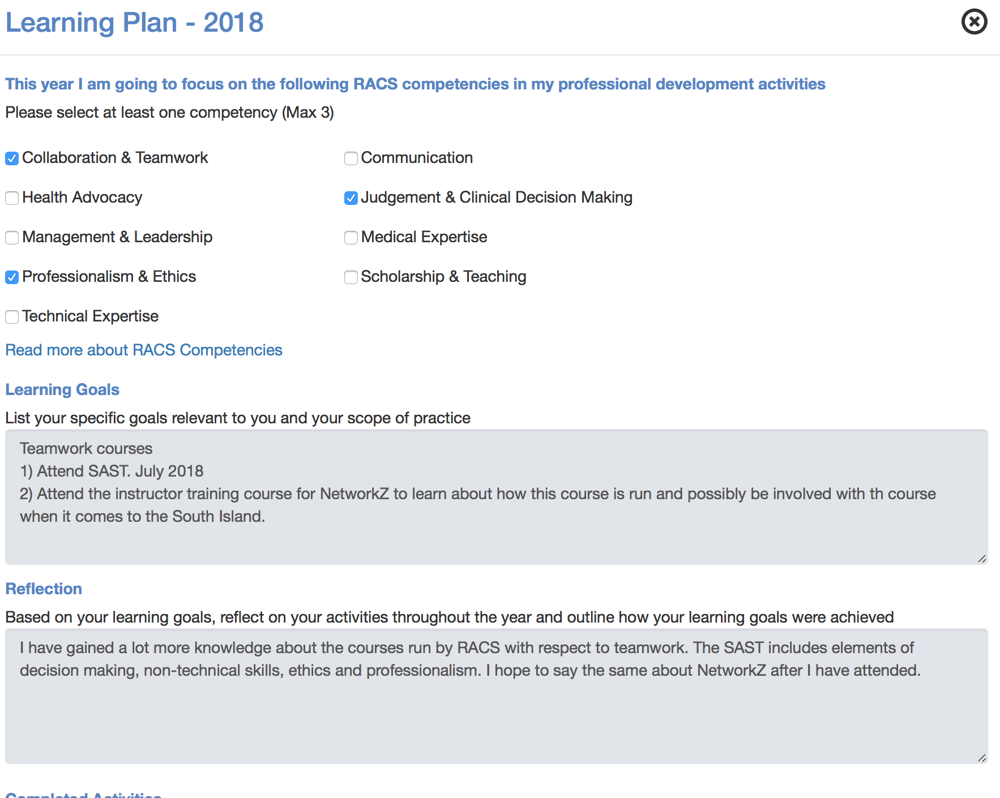 Learning Plan - 2018
This year I am going to focus on the following RACS competencies in my professional development activities
Please select at least one competency (Max 3)
Collaboration & Teamwork
Communication
Health Advocacy
Judgement & Clinical Decision Making
Management & Leadership
Medical Expertise
Professionalism & Ethics
Scholarship & Teaching
Technical Expertise
Read more about RACS Competencies
Learning Goals
List your specific goals relevant to you and your scope of practice
Teamwork courses
1) Attend SAST. July 2018
2) Attend the instructor training course for NetworkZ to learn about how this course is run and possibly be involved with th course
when it comes to the South Island.
Reflection
Based on your learning goals, reflect on your activities throughout the year and outline how your learning goals were achieved
I have gained a lot more knowledge about the courses run by RACS with respect to teamwork. The SAST includes elements of
decision making, non-technical skills, ethics and professionalism. I hope to say the same about NetworkZ after I have attended.
Completed Activities